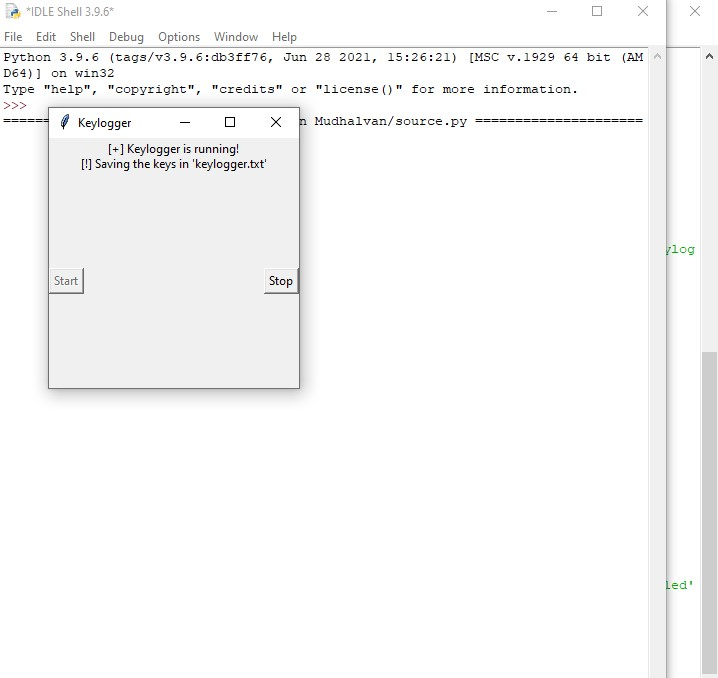 *IDLE Shell 3.9.6*
File Edit Shell Debug Options Window Help
Python 3.9.6 (tags/v3.9.6:db3ff76, Jun 28 2021, 15:26:21) [MSC v.1929 64 bit (AM
D64)] on win32
Type "help", "copyright", "credits" or "license()" for more information.
>>>
====== n Mudhalvan/source.py =====================
Keylogger
[+] Keylogger is running!
[!] Saving the keys in 'keylogger.txt'
ylog
Start Stop
led'